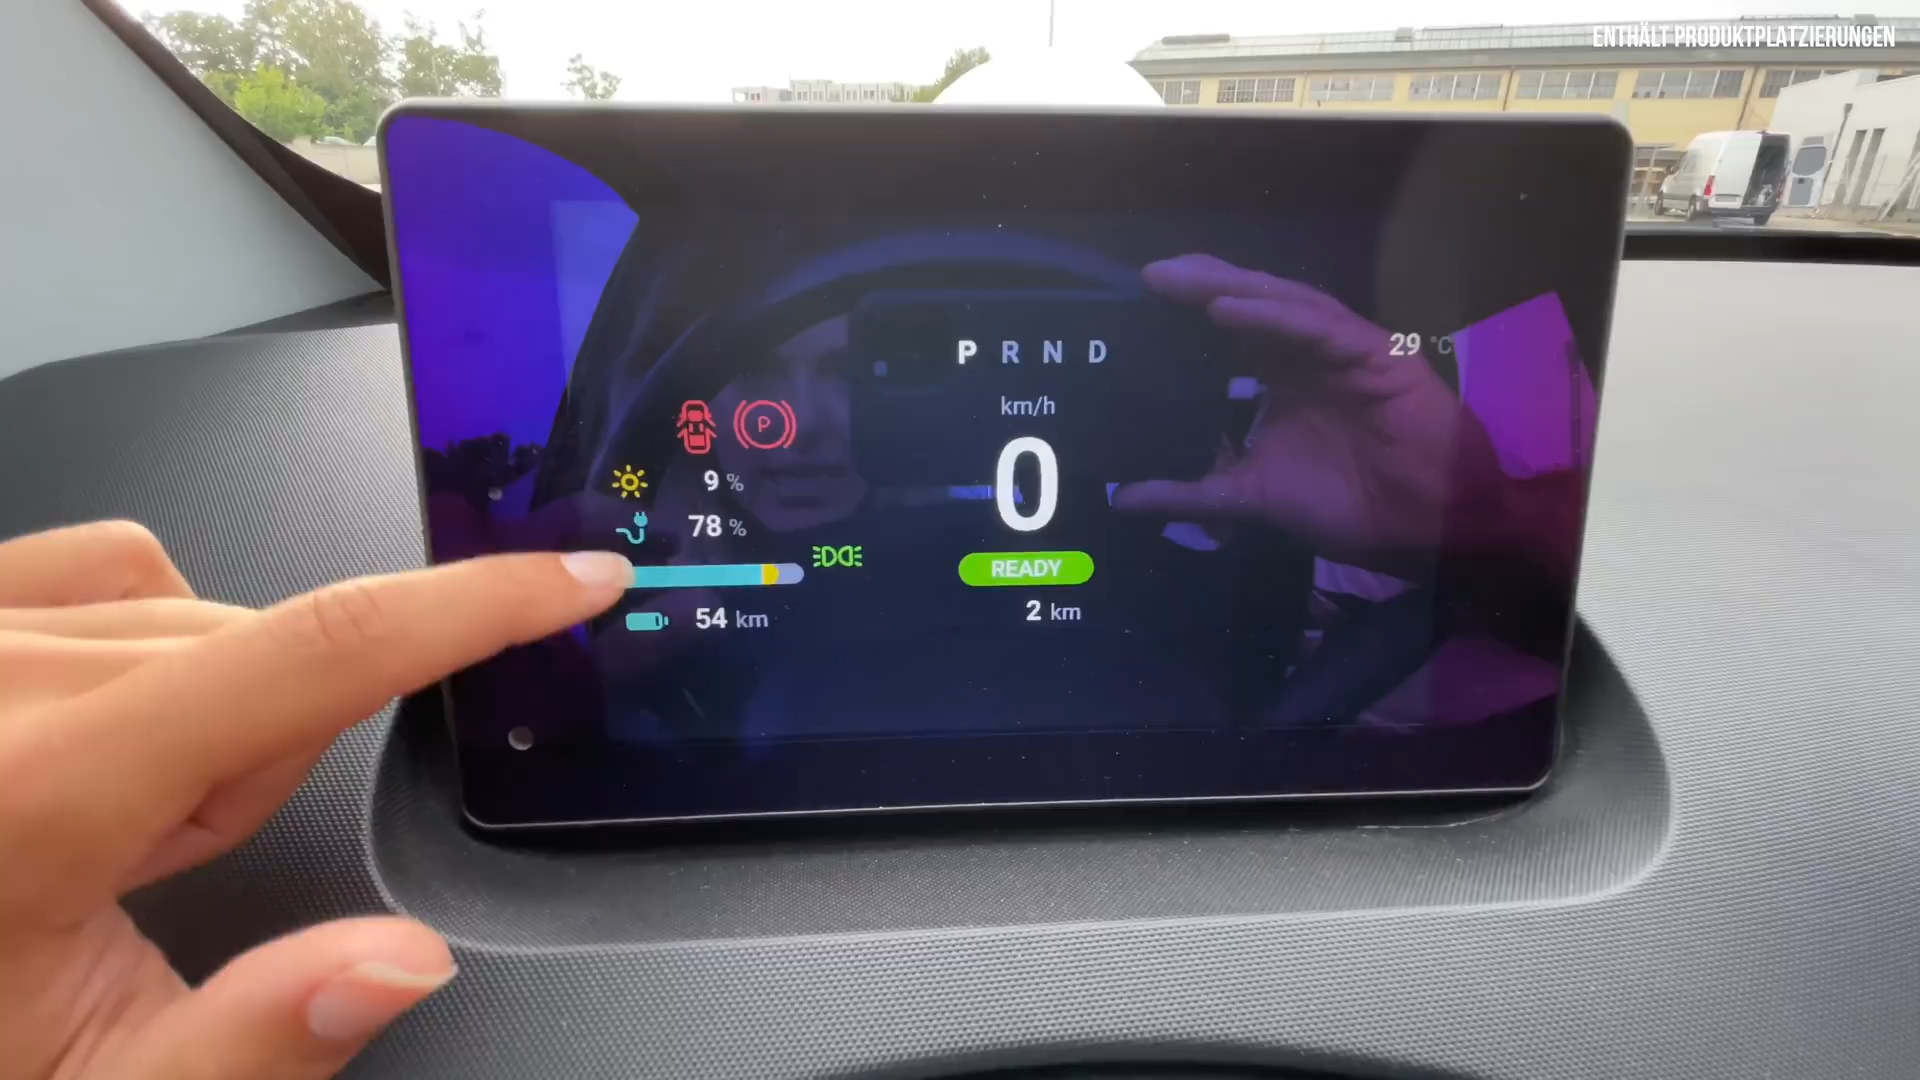 ENTHÄLT PRODUKTPLATZIERUNGEN
P R N D
29 °C
km/h
P
9 %
0
78 %
READY
54 km
2 km